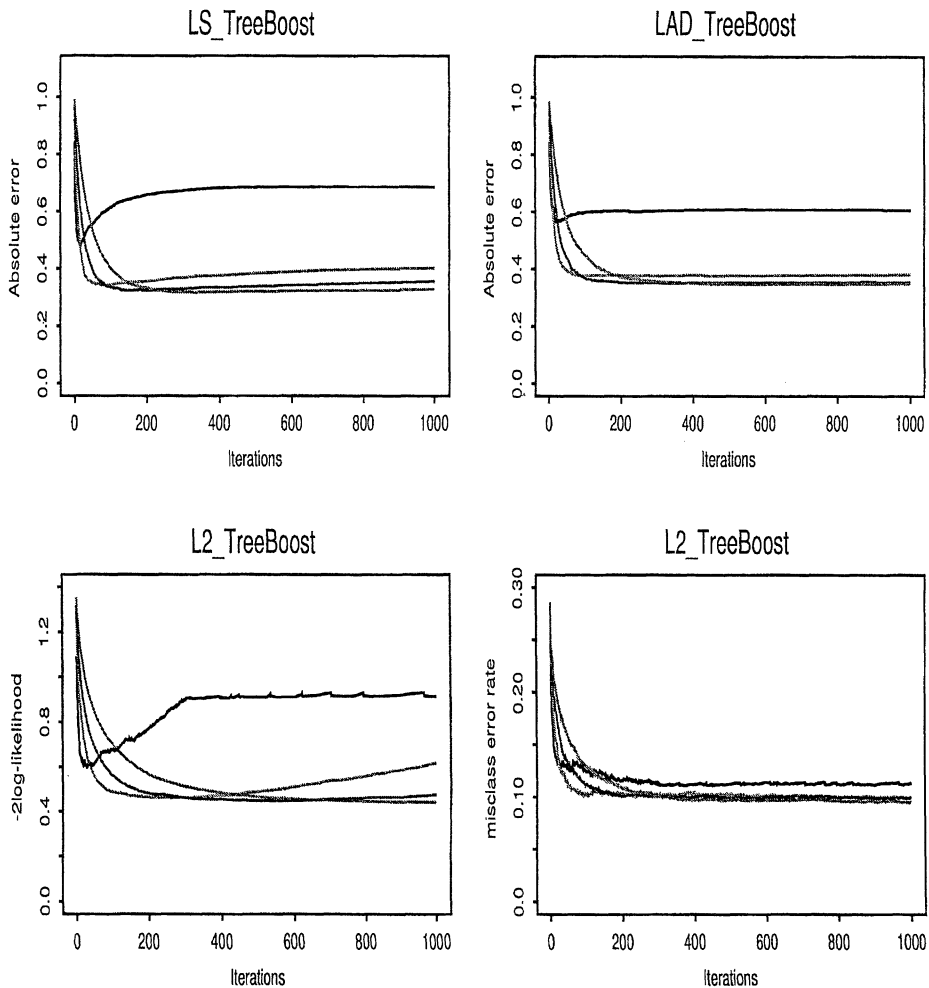 LS_TreeBoost
Absolute error
0.0 0.2 0.4 0.6 0.8 1.0
0 200 400 600 800 1000
Iterations
LAD_TreeBoost
Absolute error
0.0 0.2 0.4 0.6 0.8 1.0
0 200 400 600 800 1000
Iterations
L2_TreeBoost
-2log-likelihood
0.0 0.4 0.8 1.2
0 200 400 600 800 1000
Iterations
L2_TreeBoost
misclass error rate
0.0 0.10 0.20 0.30
0 200 400 600 800 1000
Iterations